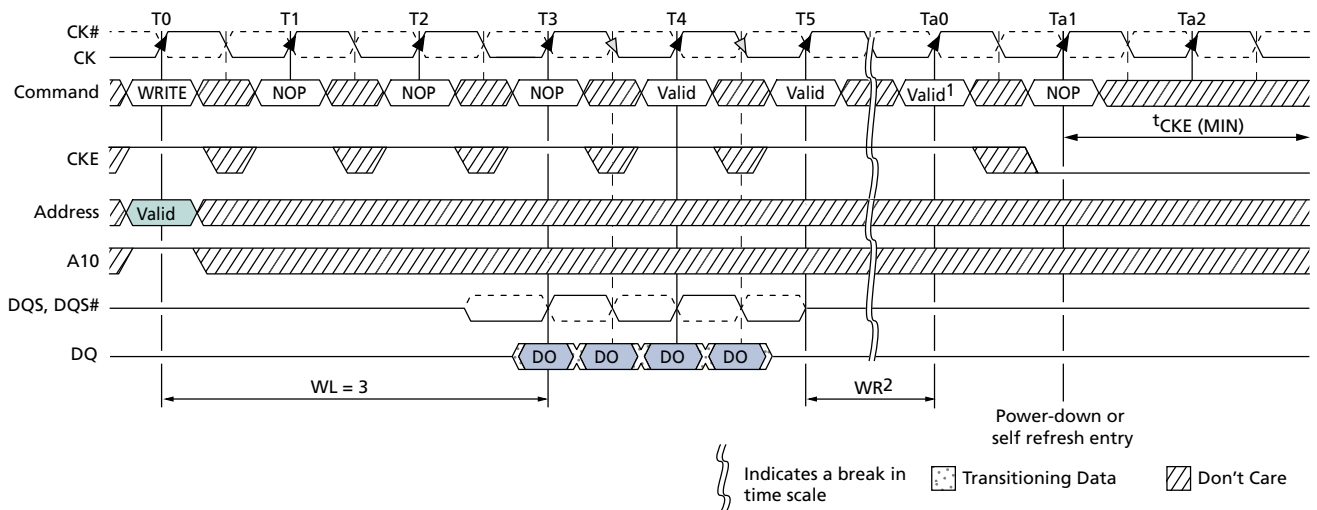 T0 T1 T2 T3 T4 T5 Ta0 Ta1 Ta2
CK#
CK
Command WRITE NOP NOP NOP Valid Valid Valid1 NOP
tCKE (MIN)
CKE
Address Valid
A10
DQS, DQS#
DQ DO DO DO DO
WL = 3 WR2
Power-down or
self refresh entry
Indicates a break in
time scale
Transitioning Data
Don't Care